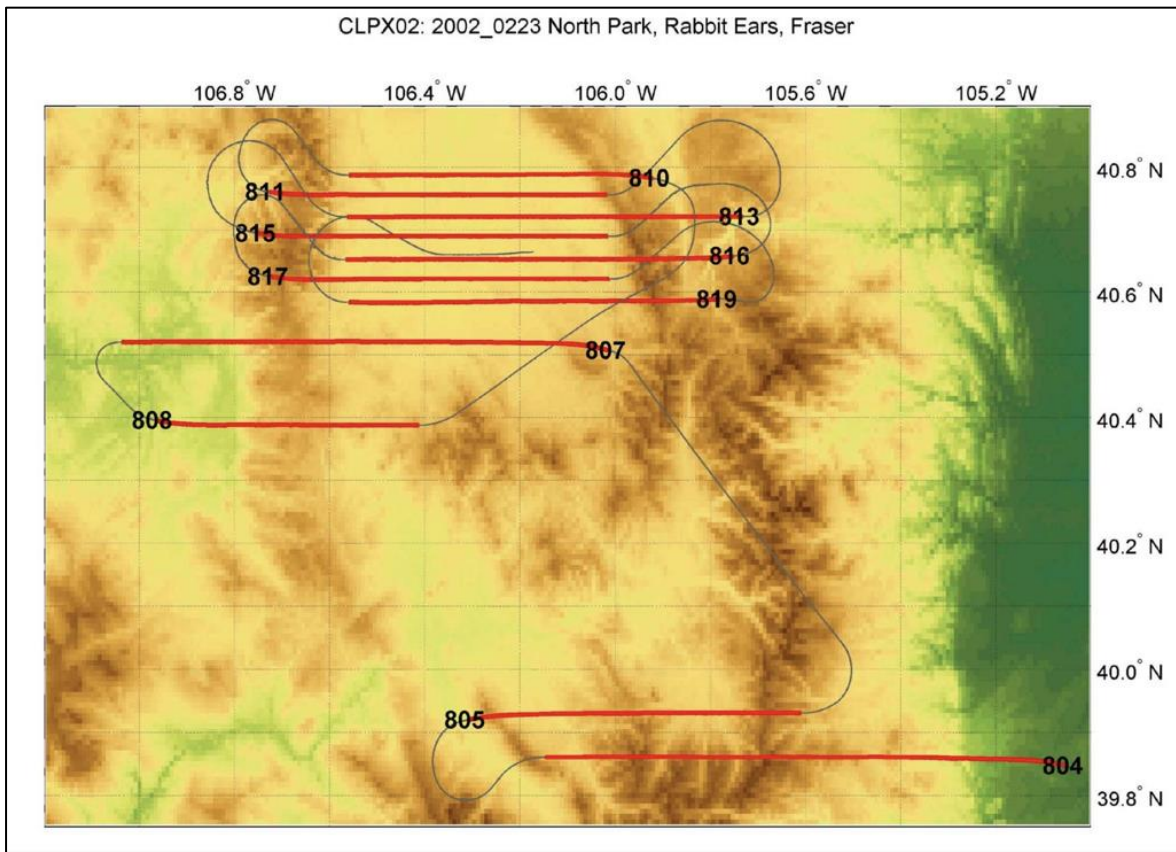 CLPX02: 2002_0223 North Park, Rabbit Ears, Fraser
106.8° W 106.4° W 106.0° W 105.6° W 105.2° W
40.8° N
810
811
813
815
816
40.6° N
817
819
807
808
40.4° N
40.2° N
40.0° N
805
804
39.8° N